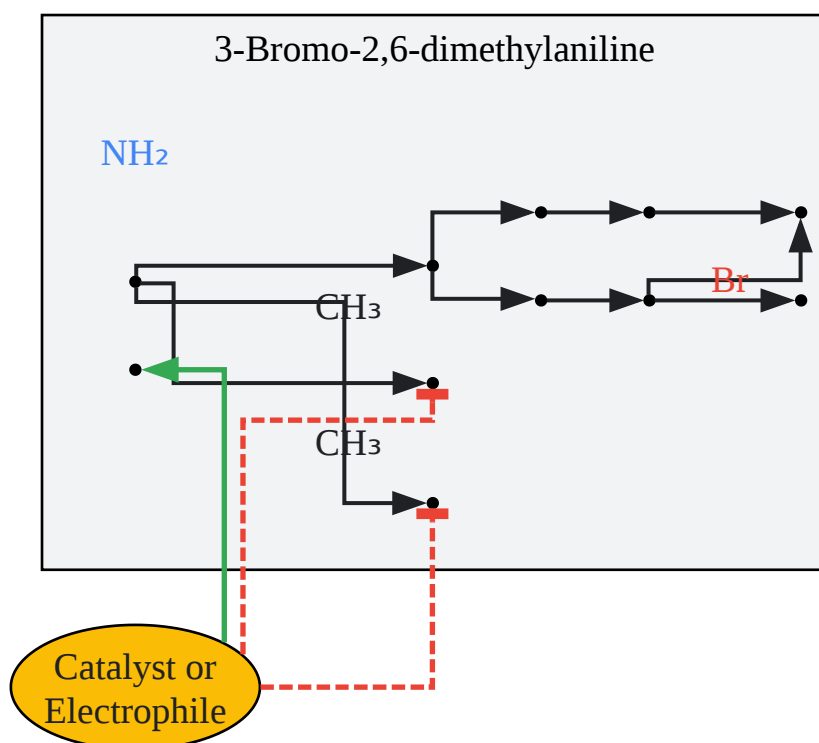 3-Bromo-2,6-dimethylaniline
NH₂
Br
CH₃
CH₃
Catalyst or
Electrophile